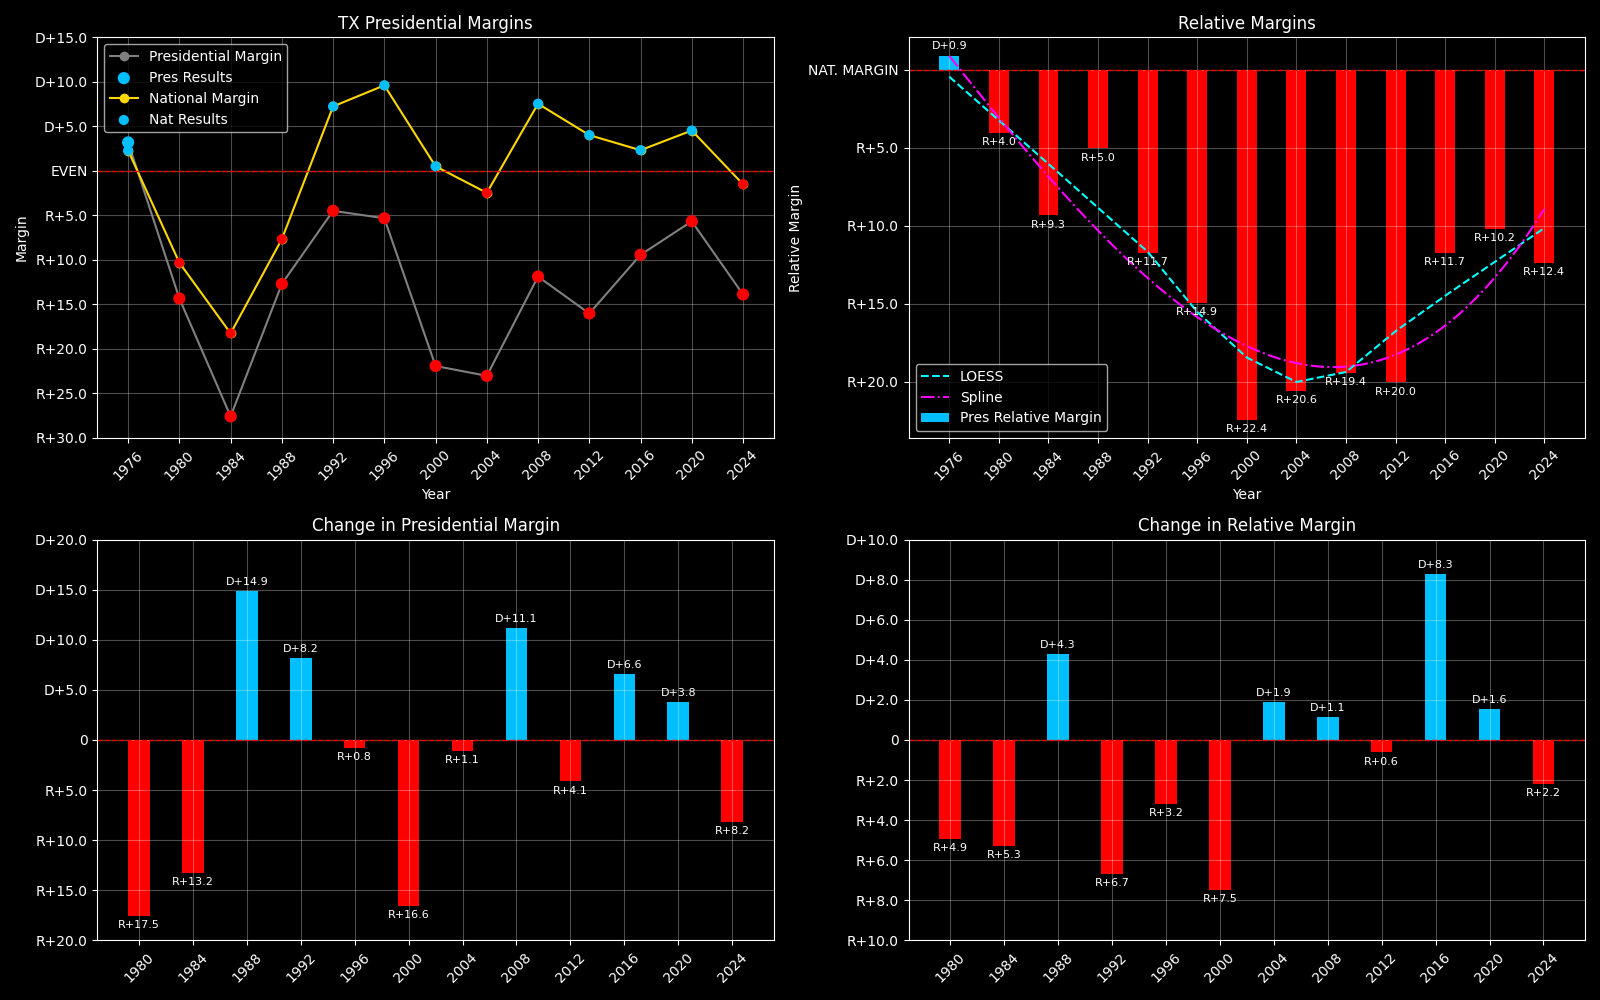 TX Presidential Margins
Margin
D+15.0
D+10.0
D+5.0
EVEN
R+5.0
R+10.0
R+15.0
R+20.0
R+25.0
R+30.0
Presidential Margin
Pres Results
National Margin
Nat Results
1976 1980 1984 1988 1992 1996 2000 2004 2008 2012 2016 2020 2024
Year
Relative Margins
Relative Margin
NAT. MARGIN
R+5.0
R+10.0
R+15.0
R+20.0
D+0.9
R+4.0
R+9.3
R+5.0
R+11.7
R+14.9
R+22.4
R+20.6
R+19.4
R+20.0
R+11.7
R+10.2
R+12.4
LOESS
Spline
Pres Relative Margin
1976 1980 1984 1988 1992 1996 2000 2004 2008 2012 2016 2020 2024
Year
Change in Presidential Margin
D+20.0
D+15.0
D+10.0
D+5.0
0
R+5.0
R+10.0
R+15.0
R+20.0
R+17.5
R+13.2
D+14.9
D+8.2
R+0.8
R+16.6
R+1.1
D+11.1
R+4.1
D+6.6
D+3.8
R+8.2
1980 1984 1988 1992 1996 2000 2004 2008 2012 2016 2020 2024
Change in Relative Margin
D+10.0
D+8.0
D+6.0
D+4.0
D+2.0
0
R+2.0
R+4.0
R+6.0
R+8.0
R+10.0
R+4.9
R+5.3
D+4.3
R+6.7
R+3.2
R+7.5
D+1.9
D+1.1
R+0.6
D+8.3
D+1.6
R+2.2
1980 1984 1988 1992 1996 2000 2004 2008 2012 2016 2020 2024